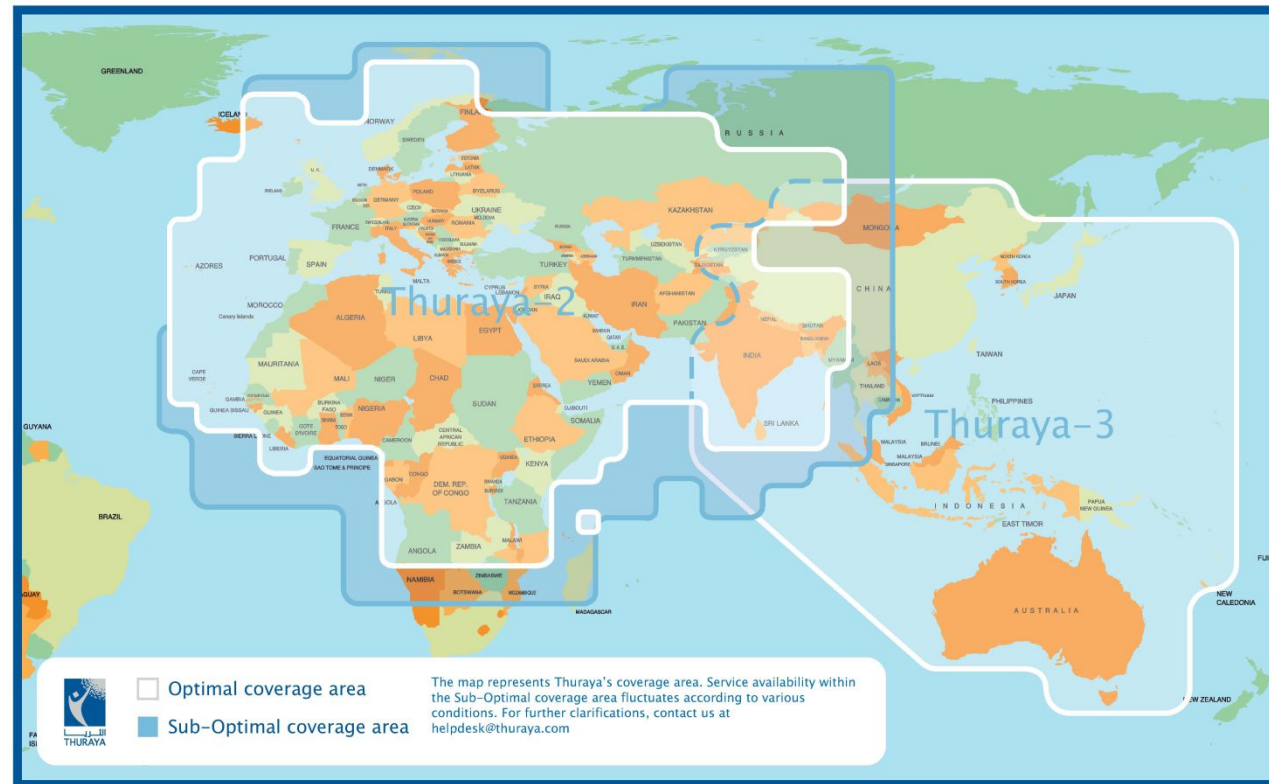 GREENLAND
ICELAND
NORWAY
FINLA
SWEDEN
RUSSIA
ESTONIA
LATVIA
LITHUANIA
DENMARK
U.K.
IRELAND
POLAND
BYELARUS
GERMANY
UKRAINE
MOLDOVA
FRANCE
ROMANIA
ITALY
KAZAKHSTAN
MONGOLIA
AZORES
PORTUGAL
SPAIN
TURKEY
RUSSIA
UZBEKISTAN
KYRGYZSTAN
TURKMENISTAN
TAJIKISTAN
NORTH KOREA
SOUTH KOREA
JAPAN
CHINA
MALTA
CYPRUS
LEBANON
SYRIA
IRAQ
JORDAN
IRAN
AFGHANISTAN
PAKISTAN
KUWAIT
BAHRAIN
QATAR
U.A.E.
MOROCCO
Canary Islands
ALGERIA
LIBYA
EGYPT
SAUDI ARABIA
OMAN
YEMEN
NEPAL
BHUTAN
BANGLADESH
INDIA
MYANMAR
LAOS
THAILAND
VIETNAM
TAIWAN
PHILIPPINES
Thuraya-2
Thuraya-3
CAPE
VERDE
MAURITANIA
MALI
NIGER
CHAD
SUDAN
ERITREA
DJIBOUTI
SOMALIA
ETHIOPIA
GAMBIA
GUINEA BISSAU
GUINEA
BURKINA
FASO
COTE
D'IVOIRE
TOGO
NIGERIA
SIERRA LEONE
LIBERIA
CAMEROON
CENTRAL
AFRICAN
REPUBLIC
EQUATORIAL GUINEA
SAO TOME & PRINCIPE
GABON
CONGO
DEM. REP.
OF CONGO
UGANDA
RWANDA
BURUNDI
KENYA
TANZANIA
ANGOLA
ZAMBIA
MALAWI
NAMIBIA
ZIMBABWE
BOTSWANA
MOZAMBIQUE
MADAGASCAR
SRI LANKA
MALAYSIA
BRUNEI
MALAYSIA
SINGAPORE
INDONESIA
EAST TIMOR
PAPUA
NEW GUINEA
AUSTRALIA
NEW
CALEDONIA
FUI
NEW ZEALAND
GUYANA
BRAZIL
GUAY
Optimal coverage area
Sub-Optimal coverage area
THURAYA
The map represents Thuraya's coverage area. Service availability within
the Sub-Optimal coverage area fluctuates according to various
conditions. For further clarifications, contact us at
helpdesk@thuraya.com